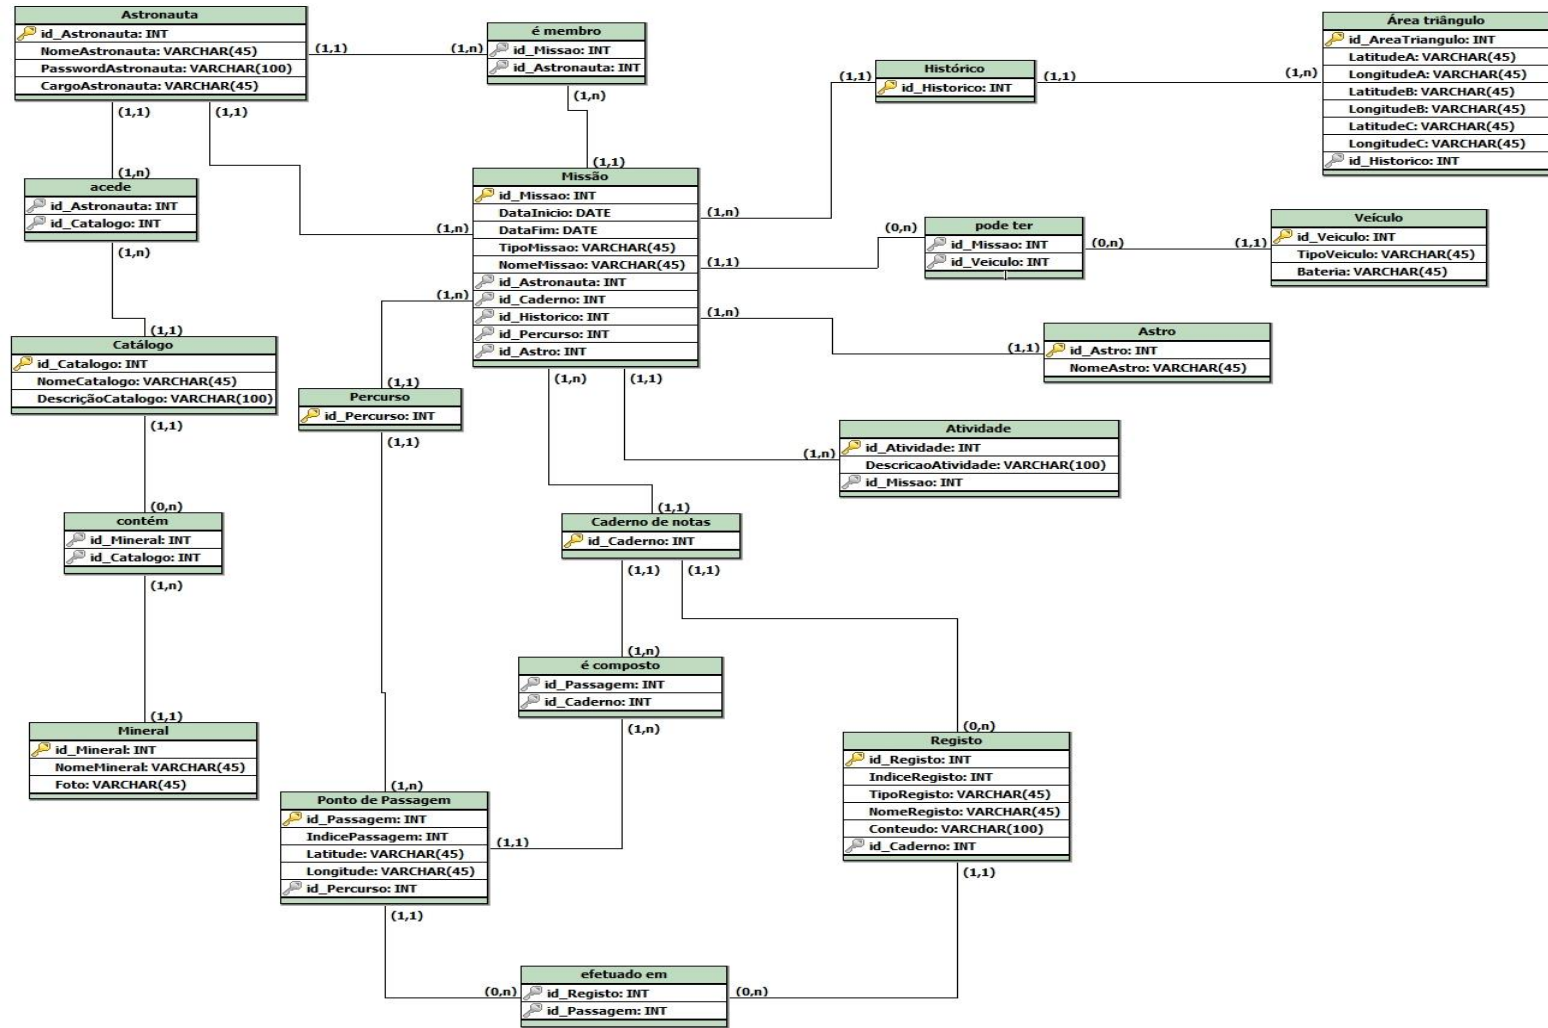 Astronauta
id_Astronauta: INT
NomeAstronauta: VARCHAR(45)
PasswordAstronauta: VARCHAR(100)
CargoAstronauta: VARCHAR(45)
(1,1)
(1,n)
é membro
id_Missao: INT
id_Astronauta: INT
(1,n)
(1,1)
(1,1)
(1,1)
Histórico
id_Historico: INT
(1,1)
(1,1)
(1,n)
Área triângulo
id_AreaTriangulo: INT
LatitudeA: VARCHAR(45)
LongitudeA: VARCHAR(45)
LatitudeB: VARCHAR(45)
LongitudeB: VARCHAR(45)
LatitudeC: VARCHAR(45)
LongitudeC: VARCHAR(45)
id_Historico: INT
(1,n)
acede
id_Astronauta: INT
id_Catalogo: INT
(1,n)
(1,n)
Missão
id_Missao: INT
DataInicio: DATE
DataFim: DATE
TipoMissao: VARCHAR(45)
NomeMissao: VARCHAR(45)
id_Astronauta: INT
id_Caderno: INT
id_Historico: INT
id_Percurso: INT
id_Astro: INT
(1,n)
(1,1)
(0,n)
pode ter
id_Missao: INT
id_Veiculo: INT
(0,n)
(1,1)
Veículo
id_Veiculo: INT
TipoVeiculo: VARCHAR(45)
Bateria: VARCHAR(45)
(1,n)
(1,n)
(1,1)
Astro
id_Astro: INT
NomeAstro: VARCHAR(45)
(1,1)
Catálogo
id_Catalogo: INT
NomeCatalogo: VARCHAR(45)
DescriçãoCatalogo: VARCHAR(100)
(1,1)
(1,1)
Percurso
id_Percurso: INT
(1,1)
(1,n)
(1,1)
(1,n)
Atividade
id_Atividade: INT
DescricaoAtividade: VARCHAR(100)
id_Missao: INT
(0,n)
contém
id_Mineral: INT
id_Catalogo: INT
(1,n)
(1,1)
Caderno de notas
id_Caderno: INT
(1,1)
(1,1)
(1,n)
é composto
id_Passagem: INT
id_Caderno: INT
(1,n)
(1,1)
Mineral
id_Mineral: INT
NomeMineral: VARCHAR(45)
Foto: VARCHAR(45)
(0,n)
Registo
id_Registo: INT
IndiceRegisto: INT
TipoRegisto: VARCHAR(45)
NomeRegisto: VARCHAR(45)
Conteudo: VARCHAR(100)
id_Caderno: INT
(1,1)
(1,n)
Ponto de Passagem
id_Passagem: INT
IndicePassagem: INT
Latitude: VARCHAR(45)
Longitude: VARCHAR(45)
id_Percurso: INT
(1,1)
(1,1)
(0,n)
efetuado em
id_Registo: INT
id_Passagem: INT
(0,n)